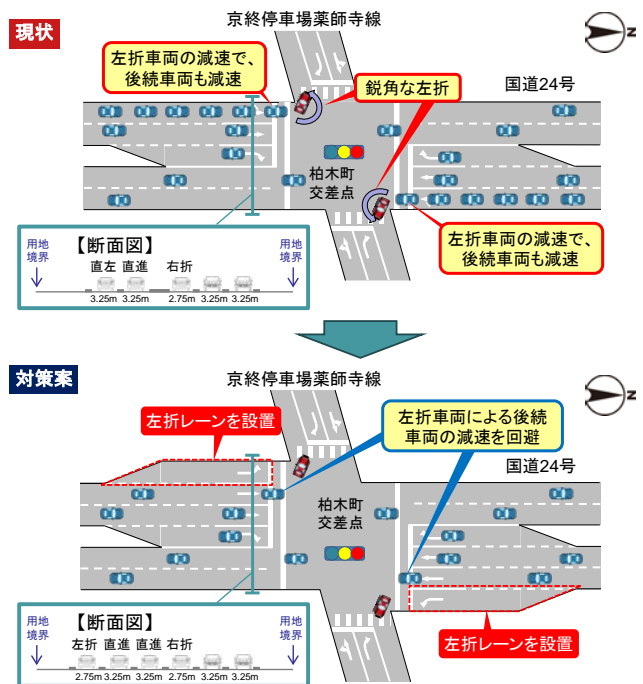 京終停車場薬師寺線
現状
N
左折車両の減速で、
後続車両も減速
鋭角な左折
国道24号
柏木町
交差点
左折車両の減速で、
後続車両も減速
用地
境界
【断面図】
用地
境界
直左 直進 右折
3.25m 3.25m 2.75m 3.25m 3.25m
対策案
京終停車場薬師寺線
N
左折レーンを設置
左折車両による後続
車両の減速を回避
国道24号
柏木町
交差点
用地
境界
【断面図】
用地
境界
左折 直進 直進 右折
2.75m 3.25m 3.25m 2.75m 3.25m 3.25m
左折レーンを設置